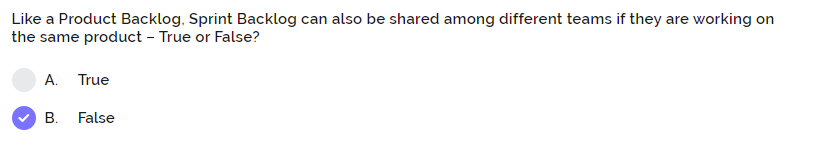 Like a Product Backlog, Sprint Backlog can also be shared among different teams if they are working on
the same product – True or False?
A. True
B. False